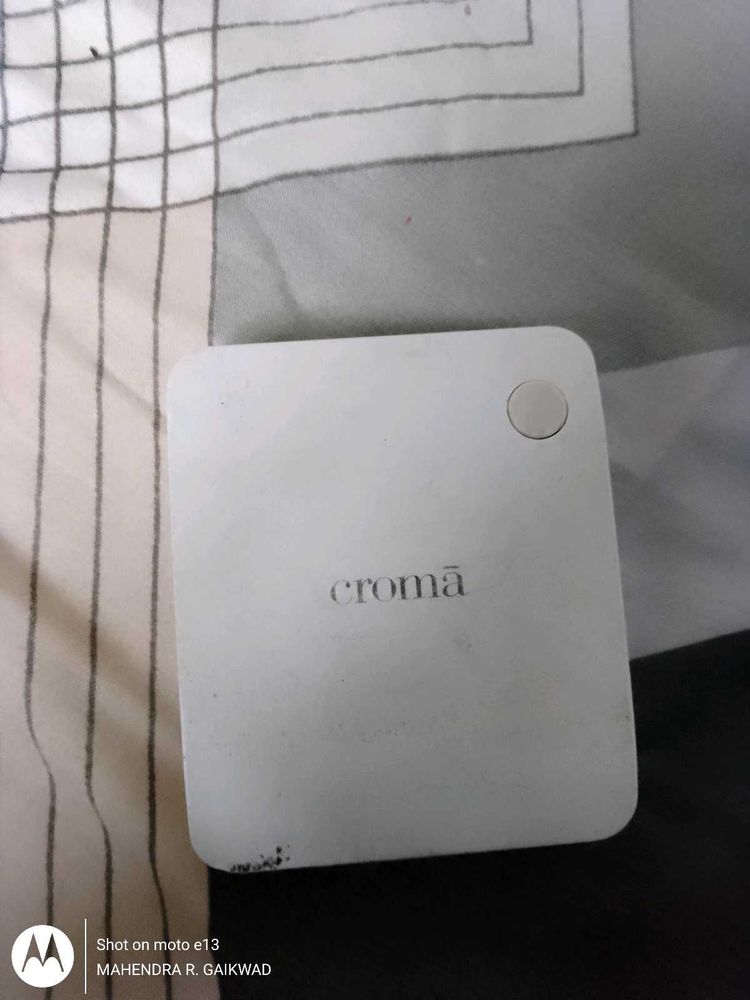 cromā
Shot on moto e13
MAHENDRA R. GAIKWAD